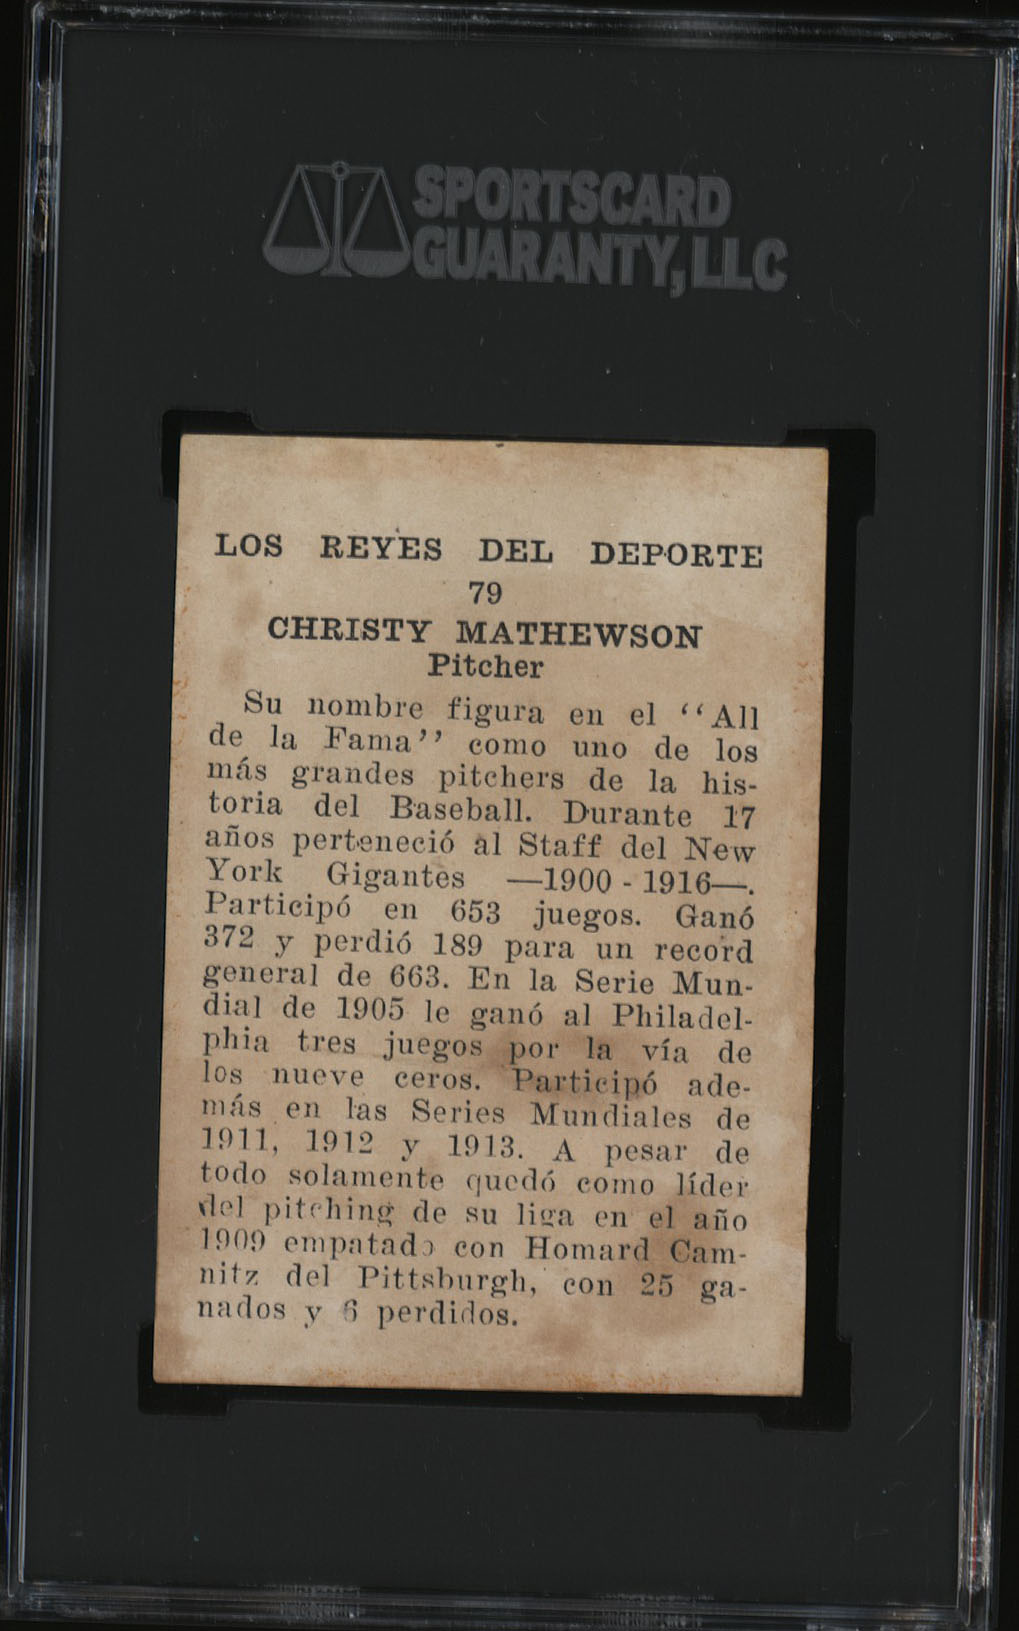 SPORTSCARD
GUARANTY, LLC
LOS REYES DEL DEPORTE
79
CHRISTY MATHEWSON
Pitcher
Su nombre figura en el “All
de la Fama” como uno de los
más grandes pitchers de la his-
toria del Baseball. Durante 17
años perteneció al Staff del New
York Gigantes —1900 - 1916—.
Participó en 653 juegos. Ganó
372 y perdió 189 para un record
general de 663. En la Serie Mun-
dial de 1905 le ganó al Philadel-
phia tres juegos por la vía de
los nueve ceros. Participó ade-
más en las Series Mundiales de
1911, 1912 y 1913. A pesar de
todo solamente quedó como líder
del pitching de su liga en el año
1909 empatado con Homard Cam-
nitz del Pittsburgh, con 25 ga-
nados y 6 perdidos.